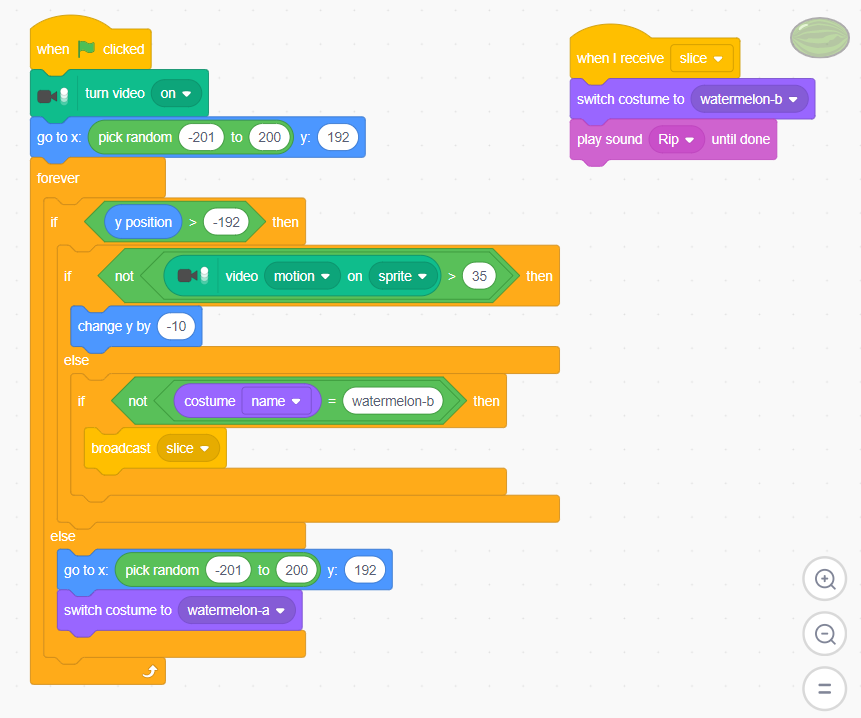 when clicked
turn video on
go to x: pick random -201 to 200 y: 192
forever
if y position > -192 then
if not video motion on sprite > 35 then
change y by -10
else
if not costume name = watermelon-b then
broadcast slice
else
go to x: pick random -201 to 200 y: 192
switch costume to watermelon-a
when I receive slice
switch costume to watermelon-b
play sound Rip until done